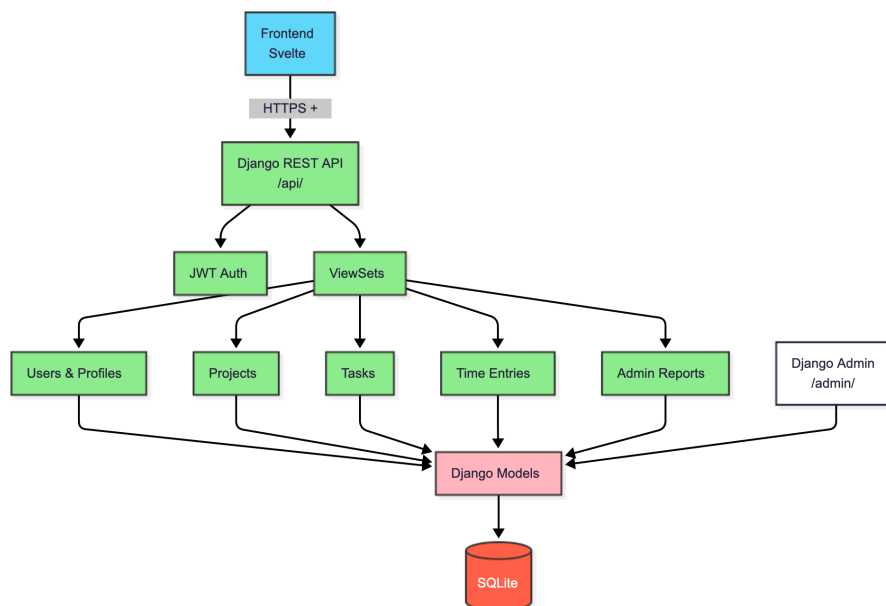 Frontend
Svelte
HTTPS +
Django REST API
/api/
JWT Auth
ViewSets
Users & Profiles
Projects
Tasks
Time Entries
Admin Reports
Django Admin
/admin/
Django Models
SQLite